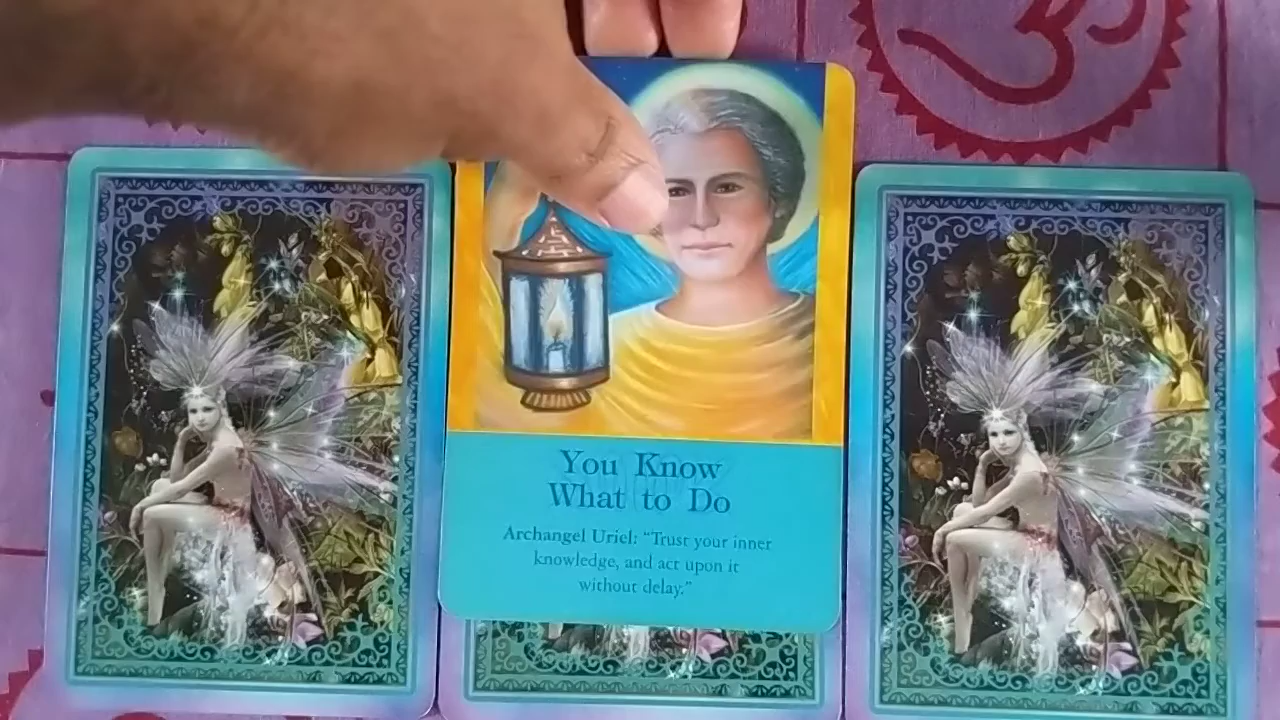 You Know
What to Do
Archangel Uriel: “Trust your inner
knowledge, and act upon it
without delay.”